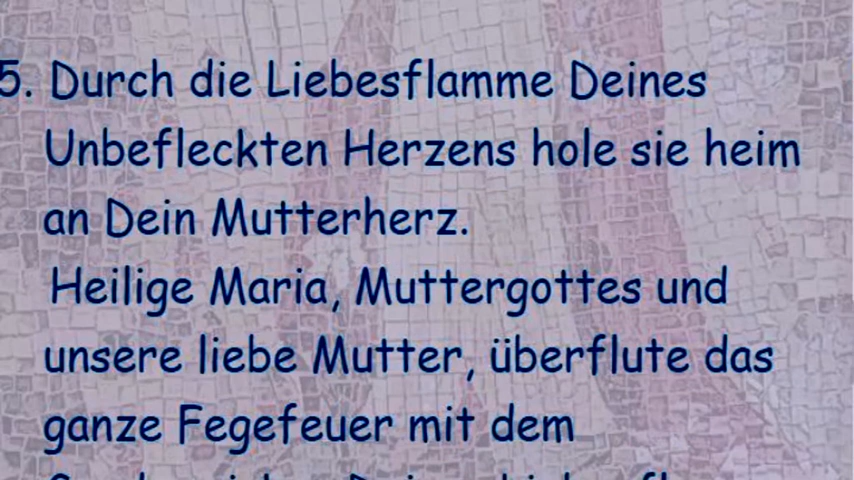 5. Durch die Liebesflamme Deines
Unbefleckten Herzens hole sie heim
an Dein Mutterherz.
Heilige Maria, Muttergottes und
unsere liebe Mutter, überflute das
ganze Fegefeuer mit dem